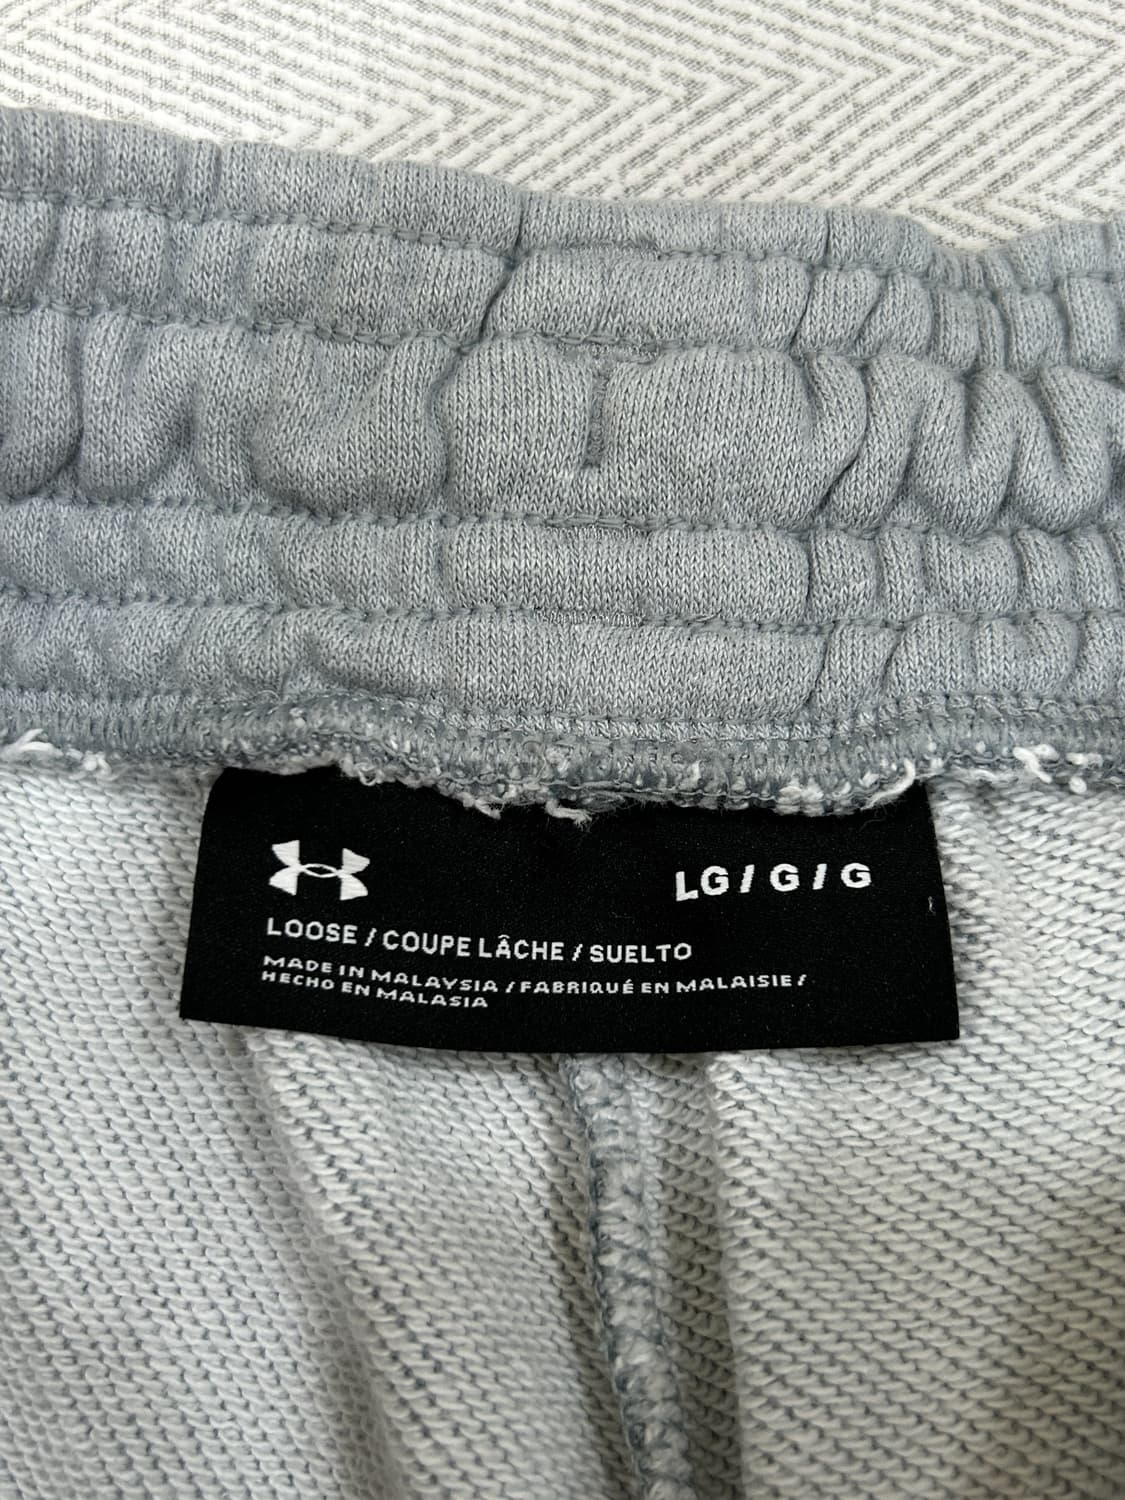 LG / G / G
LOOSE / COUPE LÂCHE / SUELTO
MADE IN MALAYSIA / FABRIQUÉ EN MALAISIE /
HECHO EN MALASIA